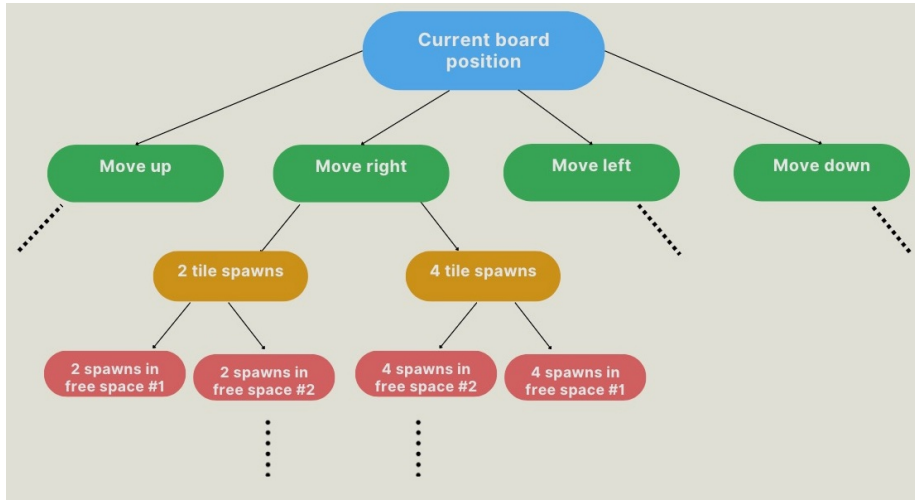 Current board
position
Move up
Move right
Move left
Move down
2 tile spawns
4 tile spawns
2 spawns in
free space #1
2 spawns in
free space #2
4 spawns in
free space #2
4 spawns in
free space #1